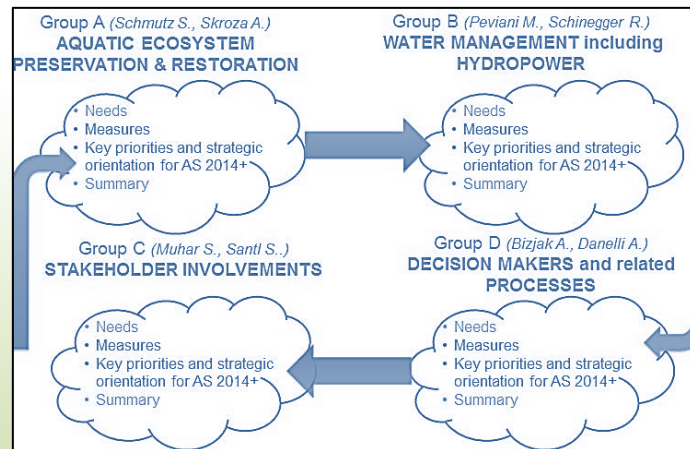 Group A (Schmutz S., Skroza A.)
AQUATIC ECOSYSTEM
PRESERVATION & RESTORATION
• Needs
• Measures
• Key priorities and strategic
orientation for AS 2014+
• Summary
Group B (Peviani M., Schinegger R.)
WATER MANAGEMENT including
HYDROPOWER
• Needs
• Measures
• Key priorities and strategic
orientation for AS 2014+
• Summary
Group C (Muhar S., Santl S..)
STAKEHOLDER INVOLVEMENTS
• Needs
• Measures
• Key priorities and strategic
orientation for AS 2014+
• Summary
Group D (Bizjak A., Danelli A.)
DECISION MAKERS and related
PROCESSES
• Needs
• Measures
• Key priorities and strategic
orientation for AS 2014+
• Summary